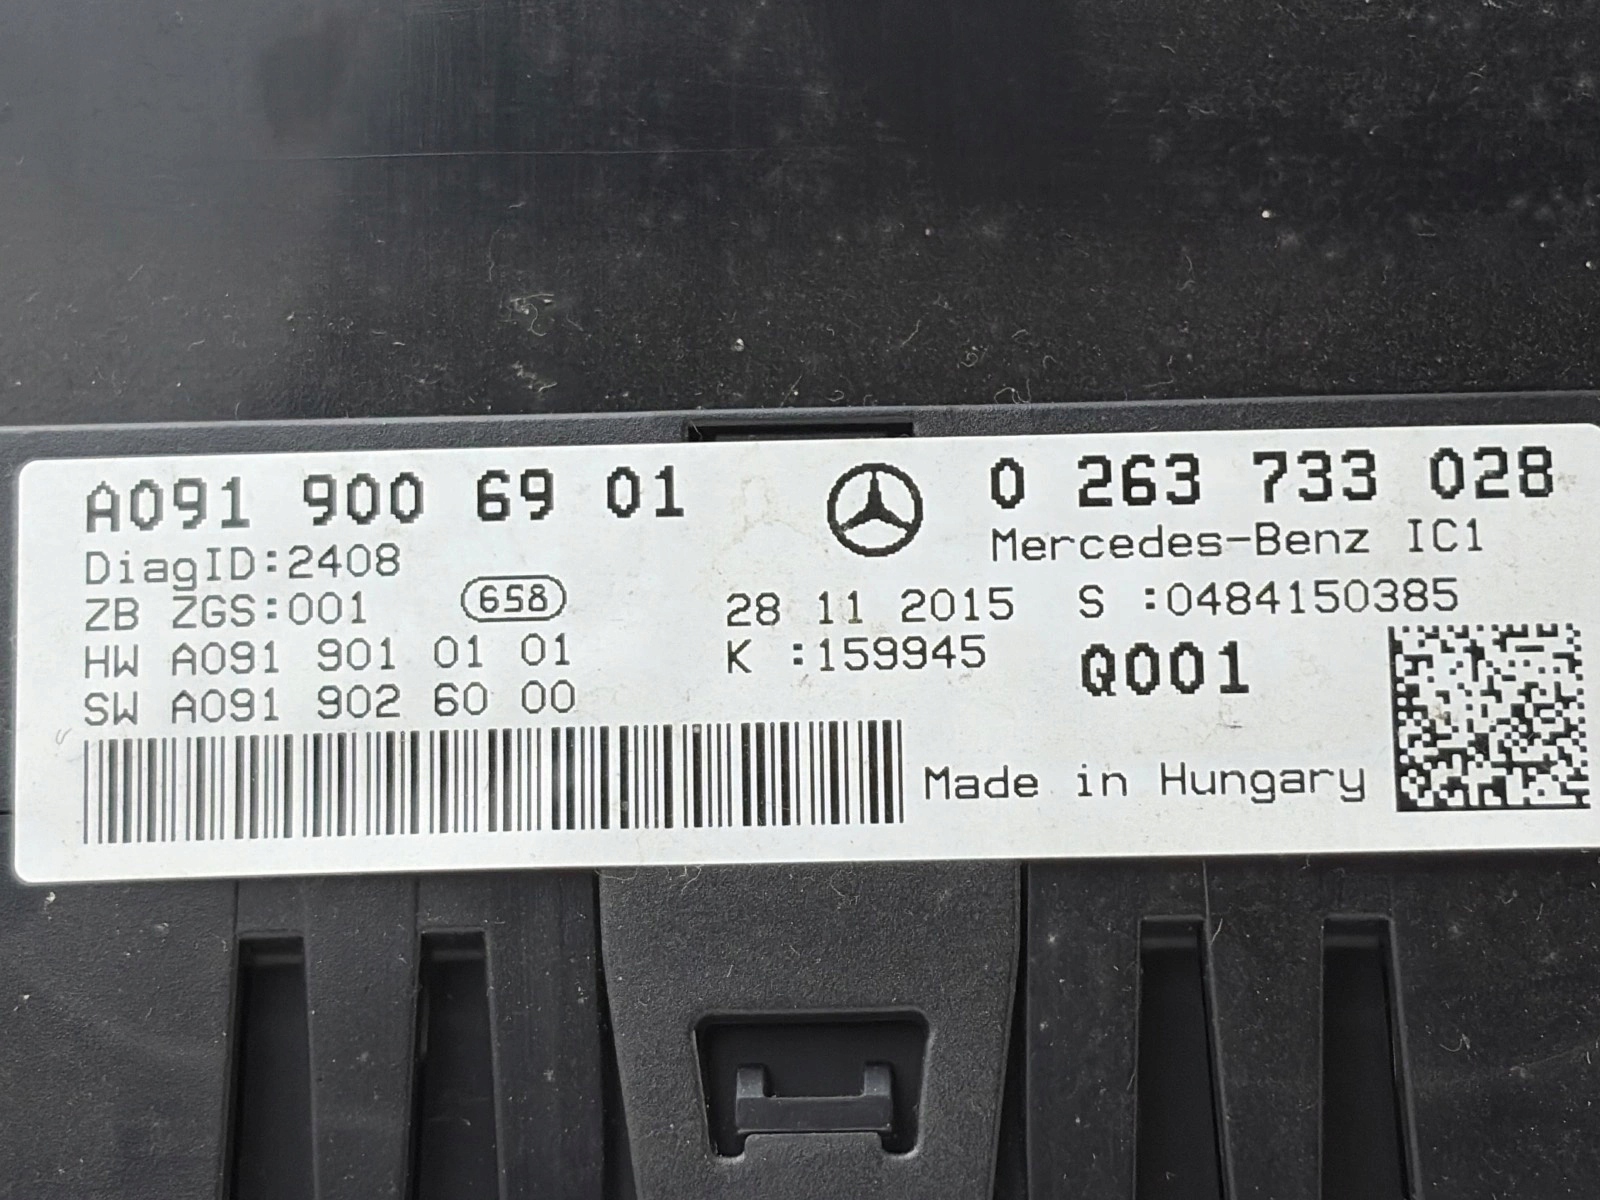 A091 900 69 01
0 263 733 028
DiagID:2408
Mercedes-Benz IC1
ZB ZGS:001
658
28 11 2015
S :0484150385
HW A091 901 01 01
K :159945
Q001
SW A091 902 60 00
Made in Hungary